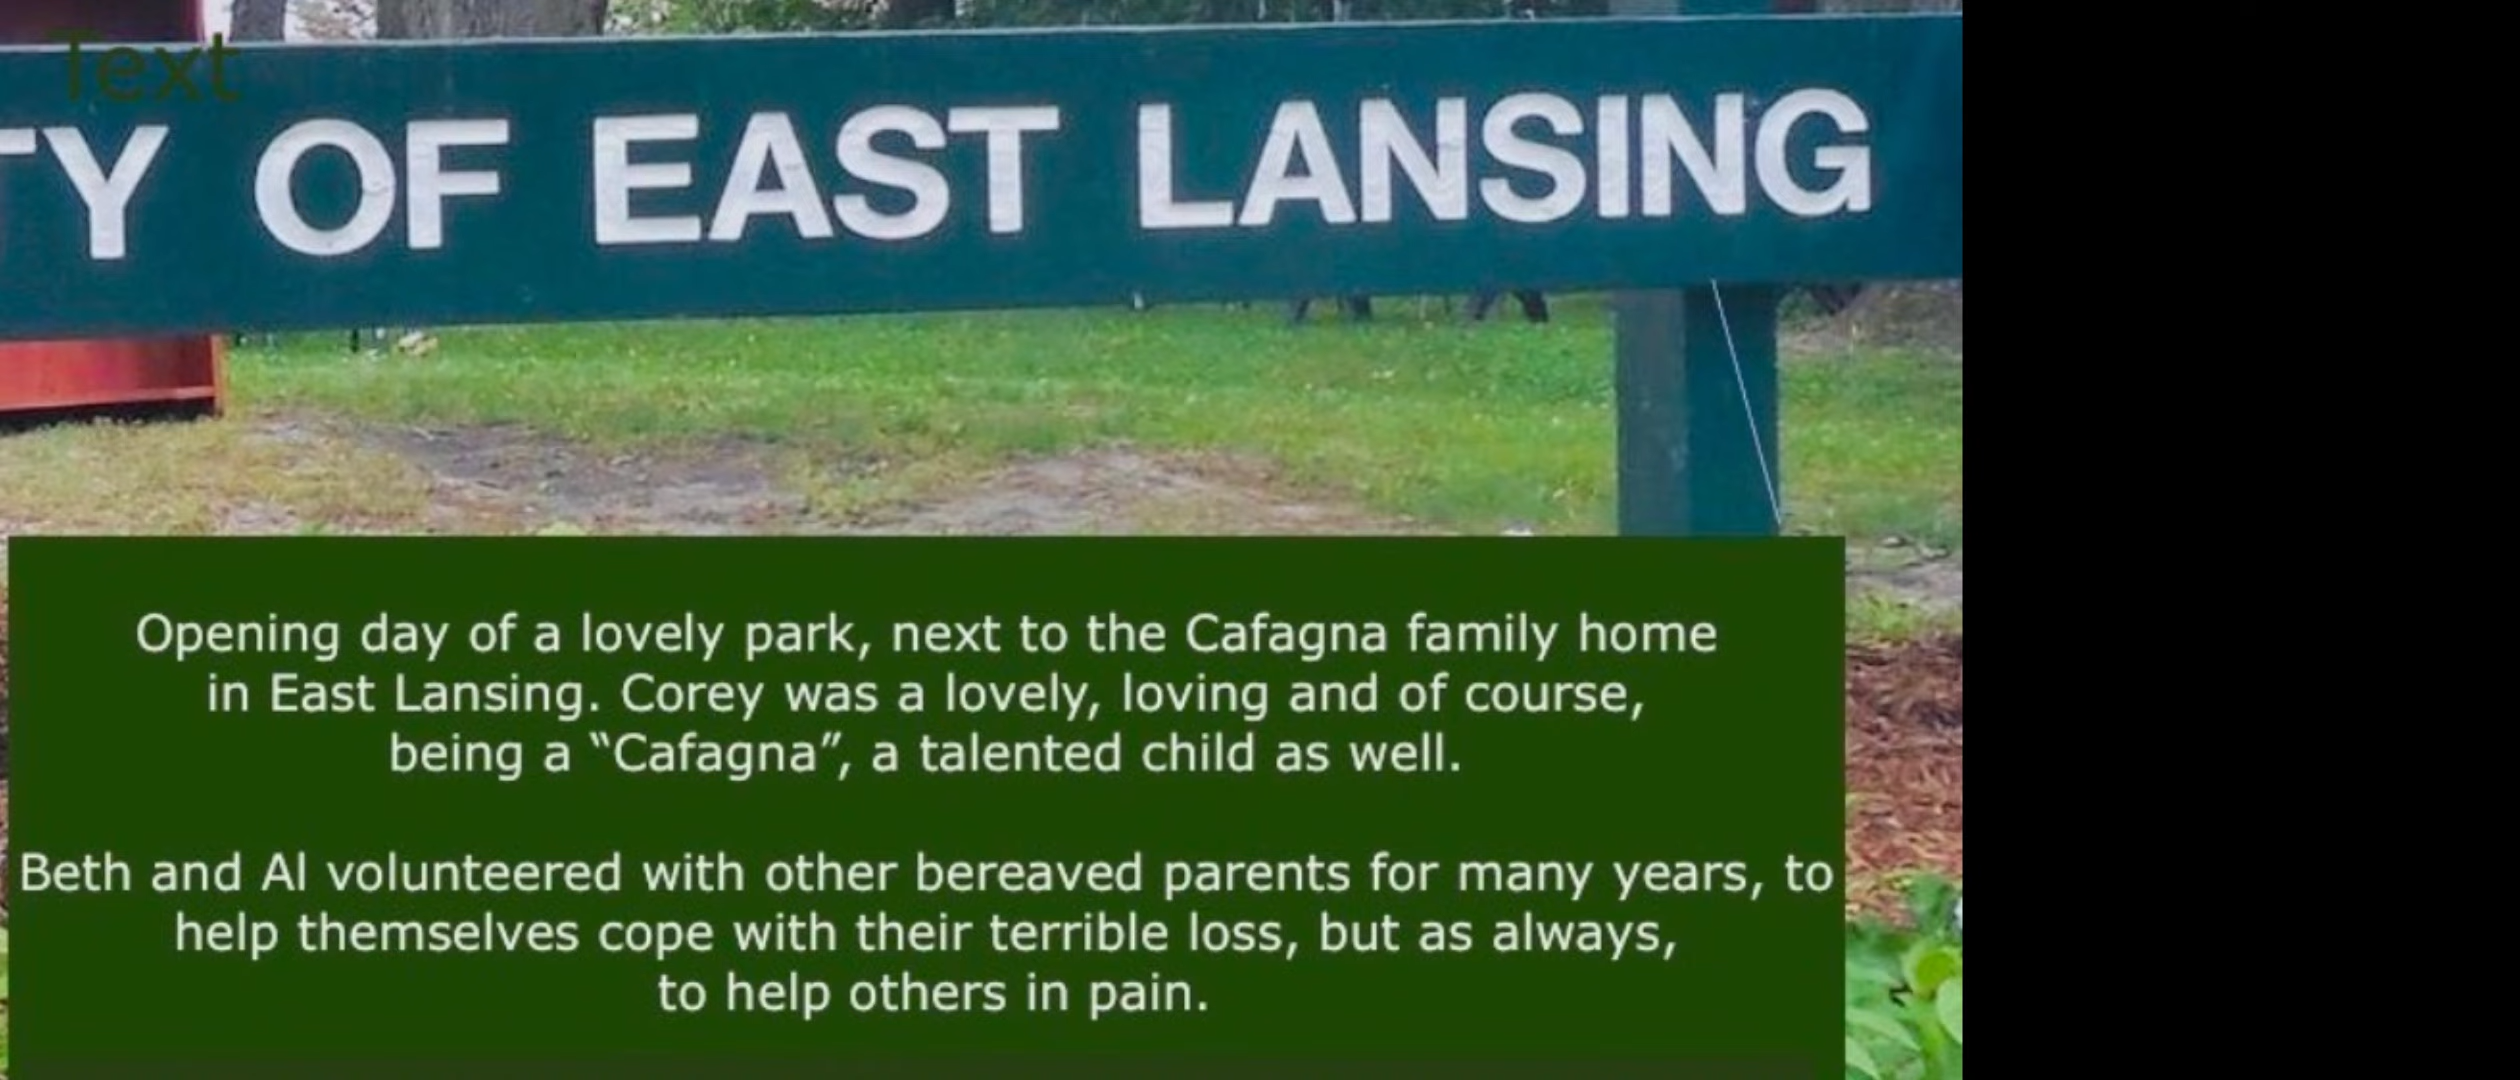 Text
TY OF EAST LANSING
Opening day of a lovely park, next to the Cafagna family home
in East Lansing. Corey was a lovely, loving and of course,
being a “Cafagna”, a talented child as well.
Beth and Al volunteered with other bereaved parents for many years, to
help themselves cope with their terrible loss, but as always,
to help others in pain.